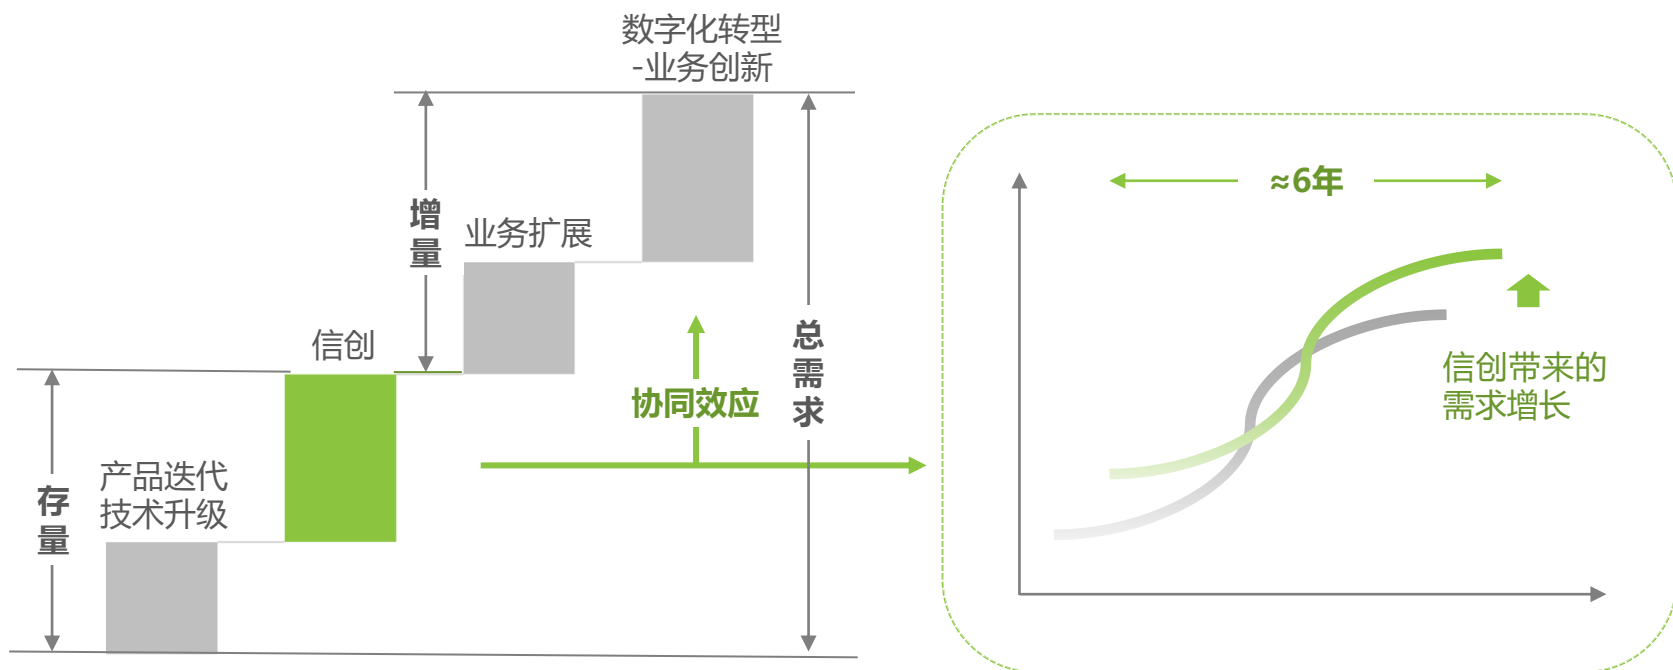 数字化转型
-业务创新
增量
业务扩展
信创
总需求
协同效应
产品迭代
技术升级
存量
≈6年
信创带来的
需求增长